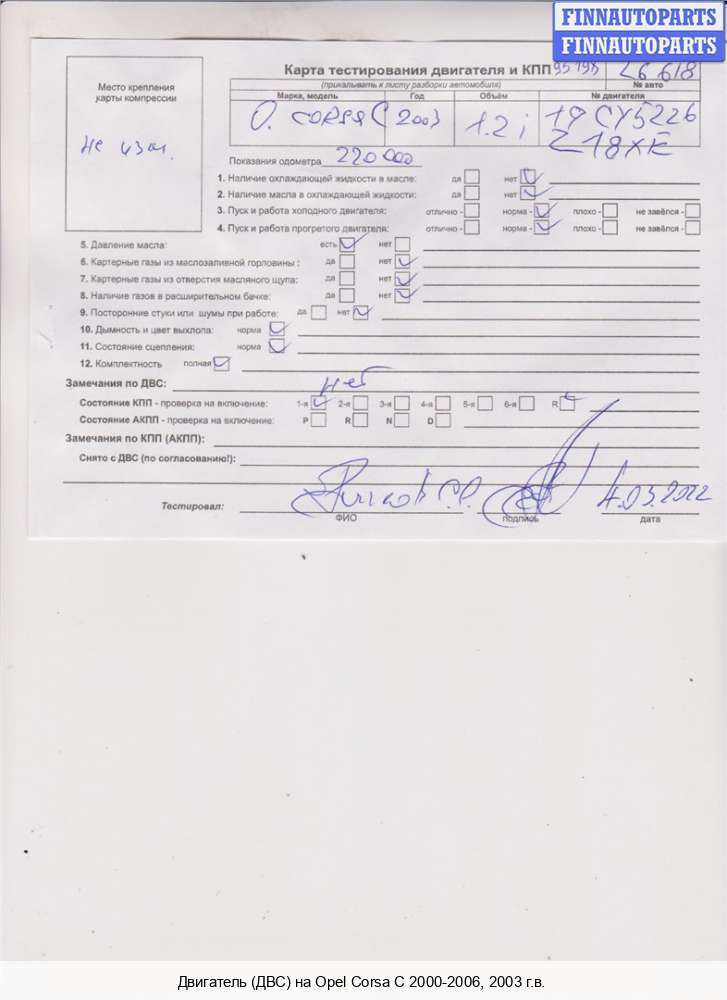 FINNAUTOPARTS
FINNAUTOPARTS
Место крепления
карты компрессии
не изм.
Карта тестирования двигателя и КПП 95198 L6 618
(прикалывать к листу разборки автомобиля) № авто
Марка, модель Год Объём № двигателя
O. CORSA C 2003 1.2 i 19CY5226
Z18XE
Показания одометра 220 000
1. Наличие охлаждающей жидкости в масле: да нет
2. Наличие масла в охлаждающей жидкости: да нет
3. Пуск и работа холодного двигателя: отлично - норма - плохо - не завёлся -
4. Пуск и работа прогретого двигателя: отлично - норма - плохо - не завёлся -
5. Давление масла: есть нет
6. Картерные газы из маслозаливной горловины : да нет
7. Картерные газы из отверстия масляного щупа: да нет
8. Наличие газов в расширительном бачке: да нет
9. Посторонние стуки или шумы при работе: да нет
10. Дымность и цвет выхлопа: норма
11. Состояние сцепления: норма
12. Комплектность полная
Замечания по ДВС: нет
Состояние КПП - проверка на включение: 1-я 2-я 3-я 4-я 5-я 6-я R
Состояние АКПП - проверка на включение: P R N D
Замечания по КПП (АКПП):
Снято с ДВС (по согласованию!):
Тестировал: 4.03.2022
ФИО подпись дата
Двигатель (ДВС) на Opel Corsa C 2000-2006, 2003 г.в.